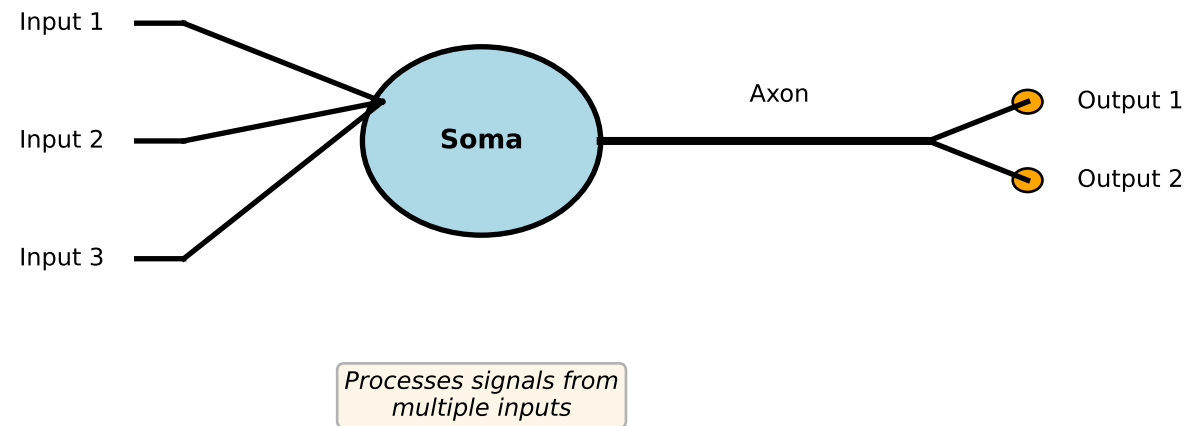 Input 1
Input 2
Input 3
Soma
Axon
Output 1
Output 2
Processes signals from
multiple inputs